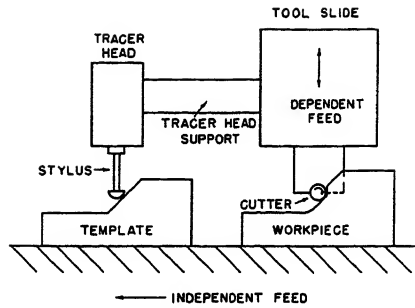 TOOL SLIDE
TRACER
HEAD
DEPENDENT
FEED
TRACER HEAD
SUPPORT
STYLUS
CUTTER
TEMPLATE
WORKPIECE
INDEPENDENT FEED